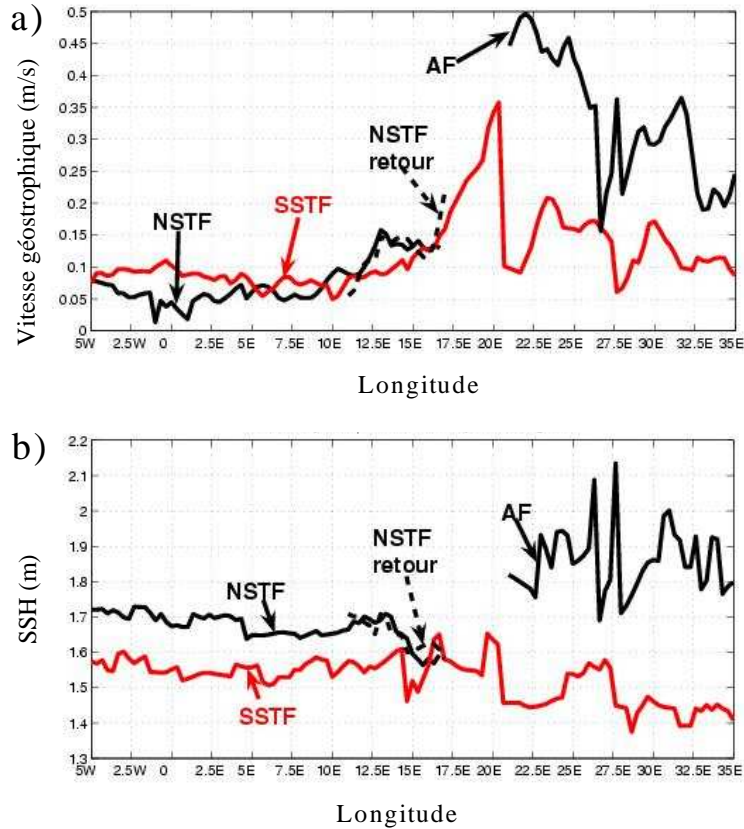 a)
Vitesse géostrophique (m/s)
0.5
0.45
0.4
0.35
0.3
0.25
0.2
0.15
0.1
0.05
0
AF
NSTF
retour
NSTF
SSTF
5W 2.5W 0 2.5E 5E 7.5E 10E 12.5E 15E 17.5E 20E 22.5E 25E 27.5E 30E 32.5E 35E
Longitude
b)
SSH (m)
2.2
2.1
2
1.9
1.8
1.7
1.6
1.5
1.4
1.3
AF
NSTF
retour
NSTF
SSTF
5W 2.5W 0 2.5E 5E 7.5E 10E 12.5E 15E 17.5E 20E 22.5E 25E 27.5E 30E 32.5E 35E
Longitude